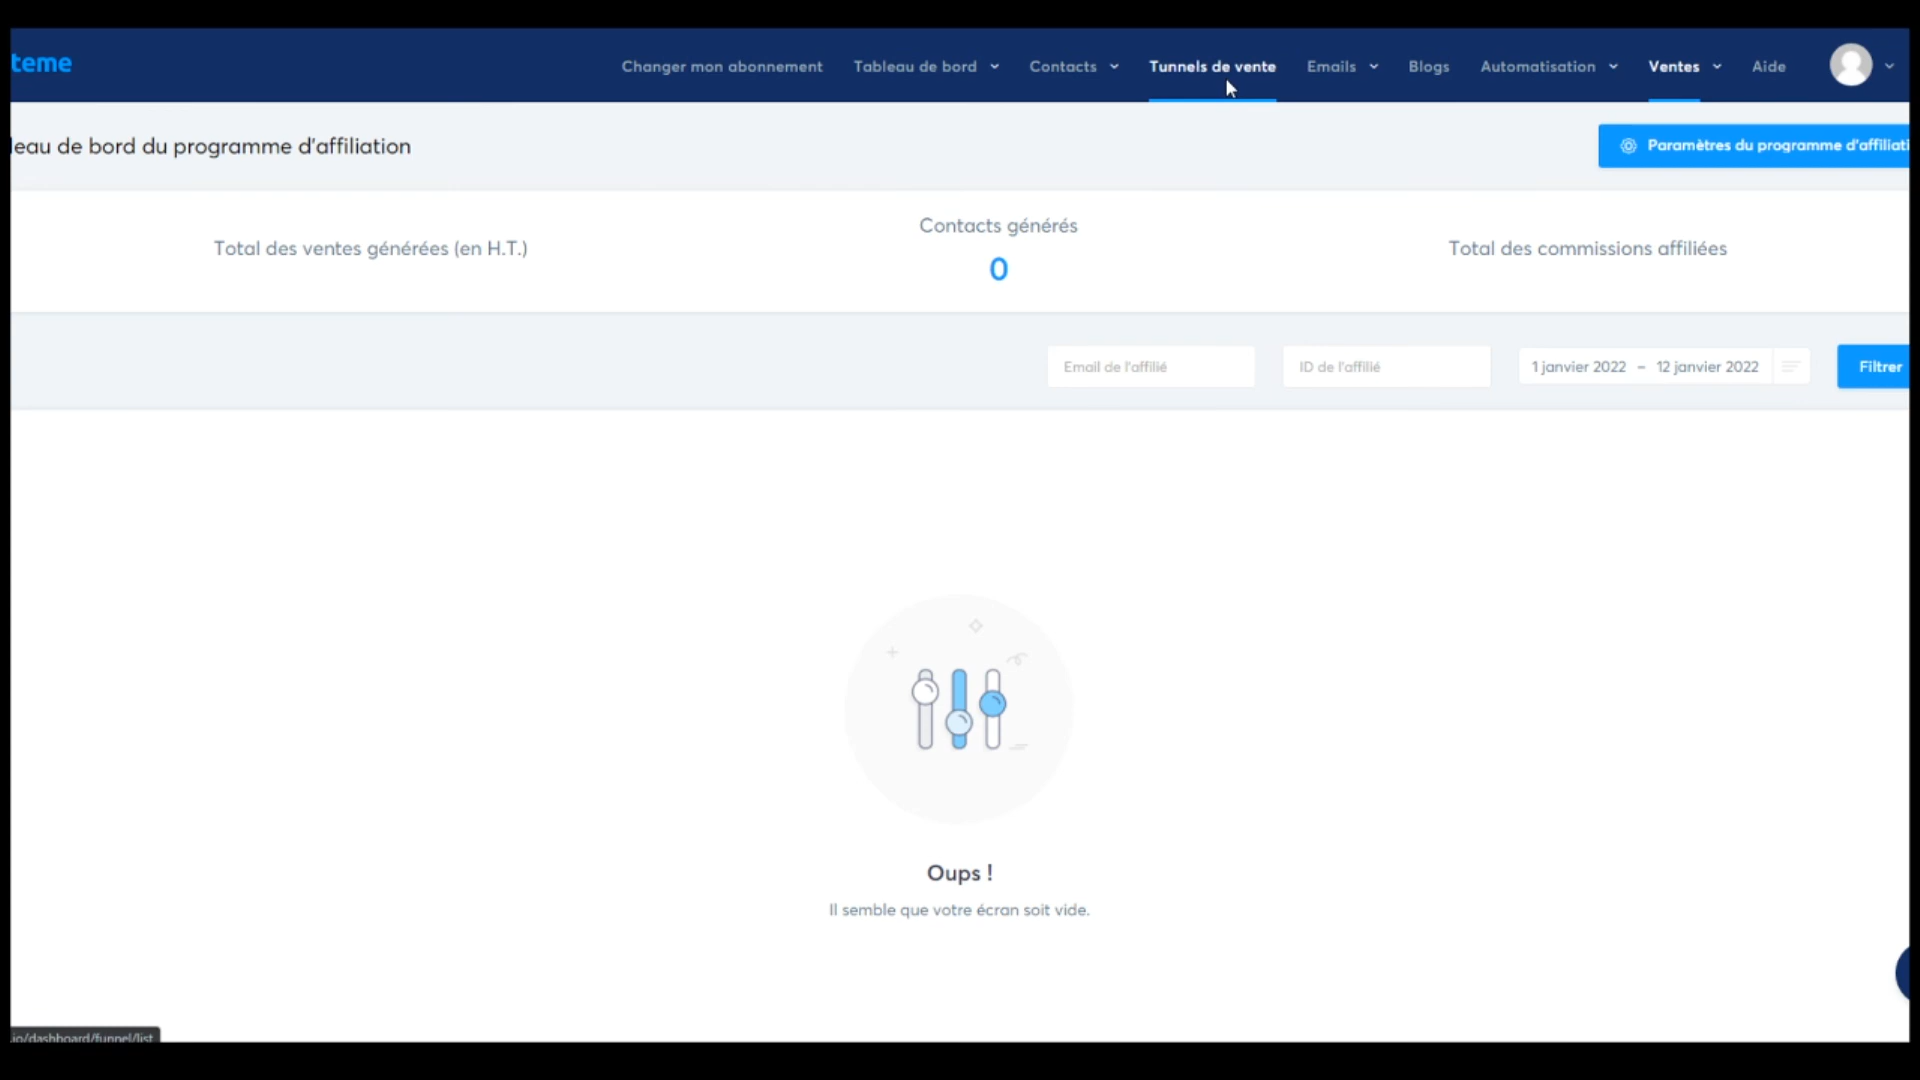 teme
Changer mon abonnement Tableau de bord Contacts Tunnels de vente Emails Blogs Automatisation Ventes Aide
leau de bord du programme d'affiliation
Paramètres du programme d'affiliati
Contacts générés
Total des ventes générées (en H.T.)
0
Total des commissions affiliées
Email de l'affilié ID de l'affilié 1 janvier 2022 – 12 janvier 2022 Filtrer
Oups !
Il semble que votre écran soit vide.
.io/dashboard/funnel/list